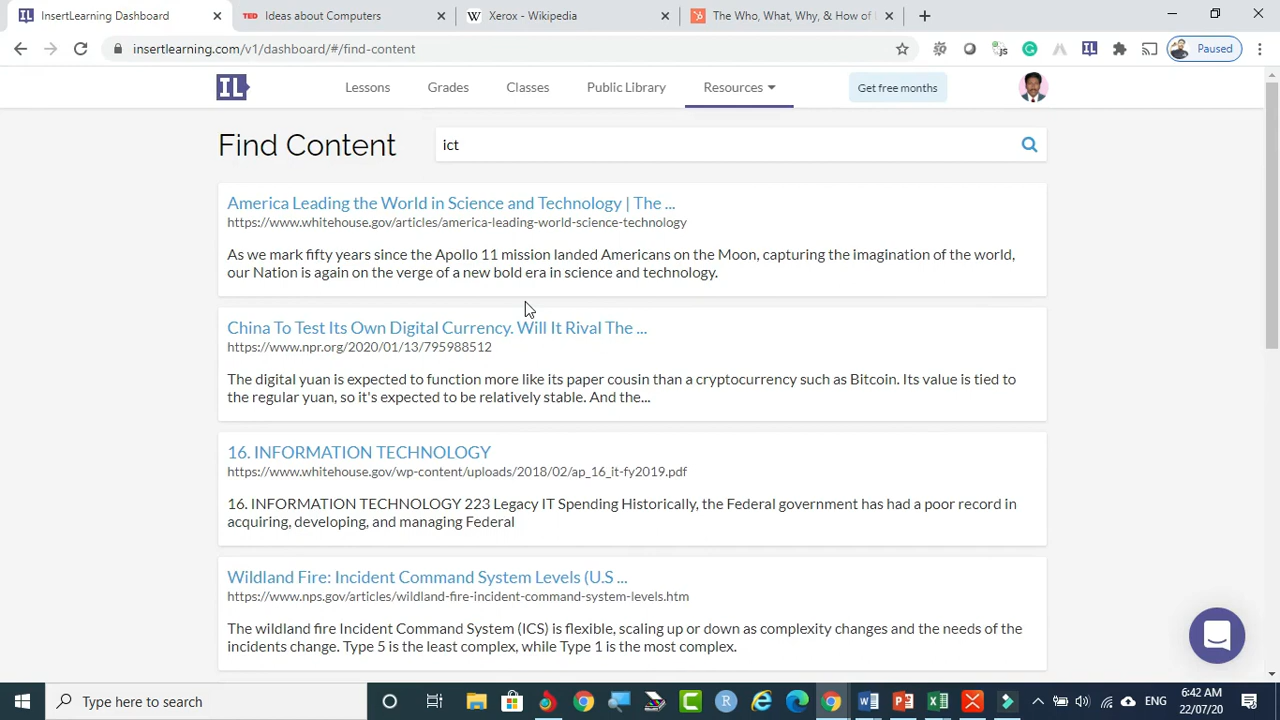 InsertLearning Dashboard
TED Ideas about Computers
W Xerox - Wikipedia
The Who, What, Why, & How of
insertlearning.com/v1/dashboard/#/find-content
Paused
IL
Lessons
Grades
Classes
Public Library
Resources
Get free months
Find Content
ict
America Leading the World in Science and Technology | The ...
https://www.whitehouse.gov/articles/america-leading-world-science-technology
As we mark fifty years since the Apollo 11 mission landed Americans on the Moon, capturing the imagination of the world,
our Nation is again on the verge of a new bold era in science and technology.
China To Test Its Own Digital Currency. Will It Rival The ...
https://www.npr.org/2020/01/13/795988512
The digital yuan is expected to function more like its paper cousin than a cryptocurrency such as Bitcoin. Its value is tied to
the regular yuan, so it's expected to be relatively stable. And the...
16. INFORMATION TECHNOLOGY
https://www.whitehouse.gov/wp-content/uploads/2018/02/ap_16_it-fy2019.pdf
16. INFORMATION TECHNOLOGY 223 Legacy IT Spending Historically, the Federal government has had a poor record in
acquiring, developing, and managing Federal
Wildland Fire: Incident Command System Levels (U.S ...
https://www.nps.gov/articles/wildland-fire-incident-command-system-levels.htm
The wildland fire Incident Command System (ICS) is flexible, scaling up or down as complexity changes and the needs of the
incidents change. Type 5 is the least complex, while Type 1 is the most complex.
Type here to search
ENG
6:42 AM
22/07/20